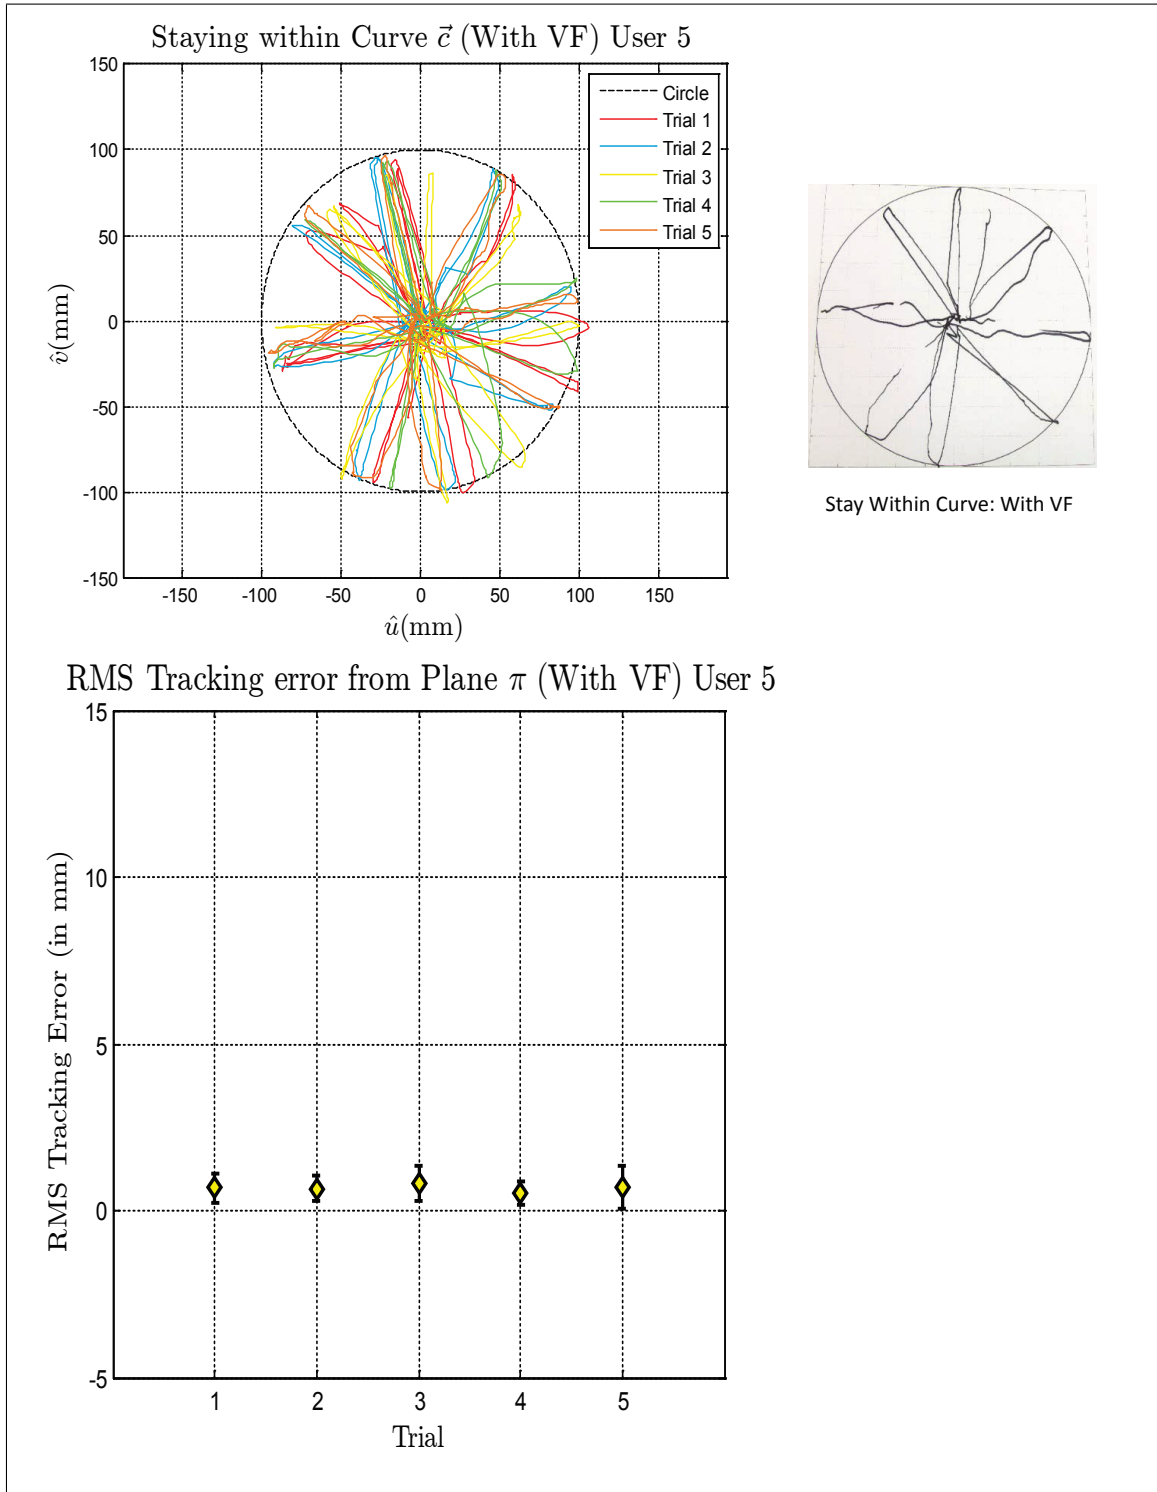 Staying within Curve c⃗ (With VF) User 5
150
100
50
0
-50
-100
-150
-150 -100 -50 0 50 100 150
v̂(mm)
û(mm)
Circle
Trial 1
Trial 2
Trial 3
Trial 4
Trial 5
Stay Within Curve: With VF
RMS Tracking error from Plane π (With VF) User 5
15
10
5
0
-5
1 2 3 4 5
RMS Tracking Error (in mm)
Trial